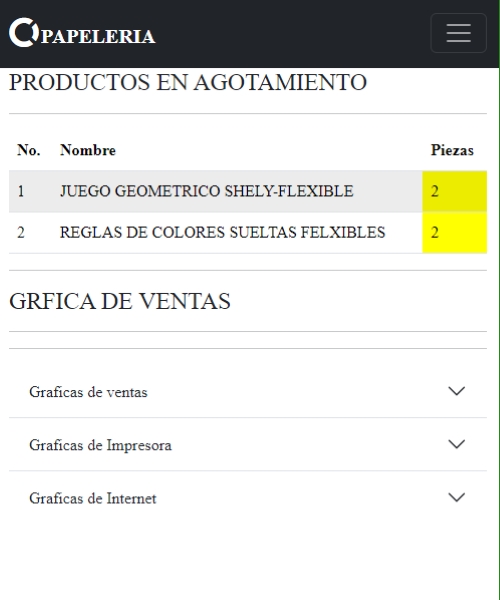 PAPELERIA
PRODUCTOS EN AGOTAMIENTO
No. Nombre Piezas
1 JUEGO GEOMETRICO SHELY-FLEXIBLE 2
2 REGLAS DE COLORES SUELTAS FELXIBLES 2
GRFICA DE VENTAS
Graficas de ventas
Graficas de Impresora
Graficas de Internet